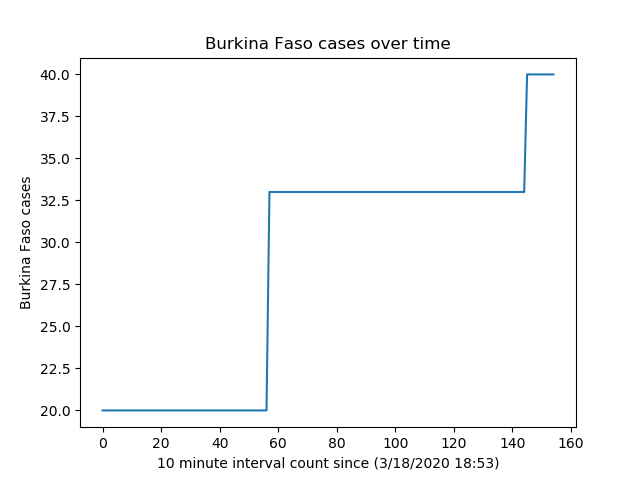 Burkina Faso cases over time
40.0
37.5
35.0
32.5
30.0
27.5
25.0
22.5
20.0
Burkina Faso cases
0 20 40 60 80 100 120 140 160
10 minute interval count since (3/18/2020 18:53)